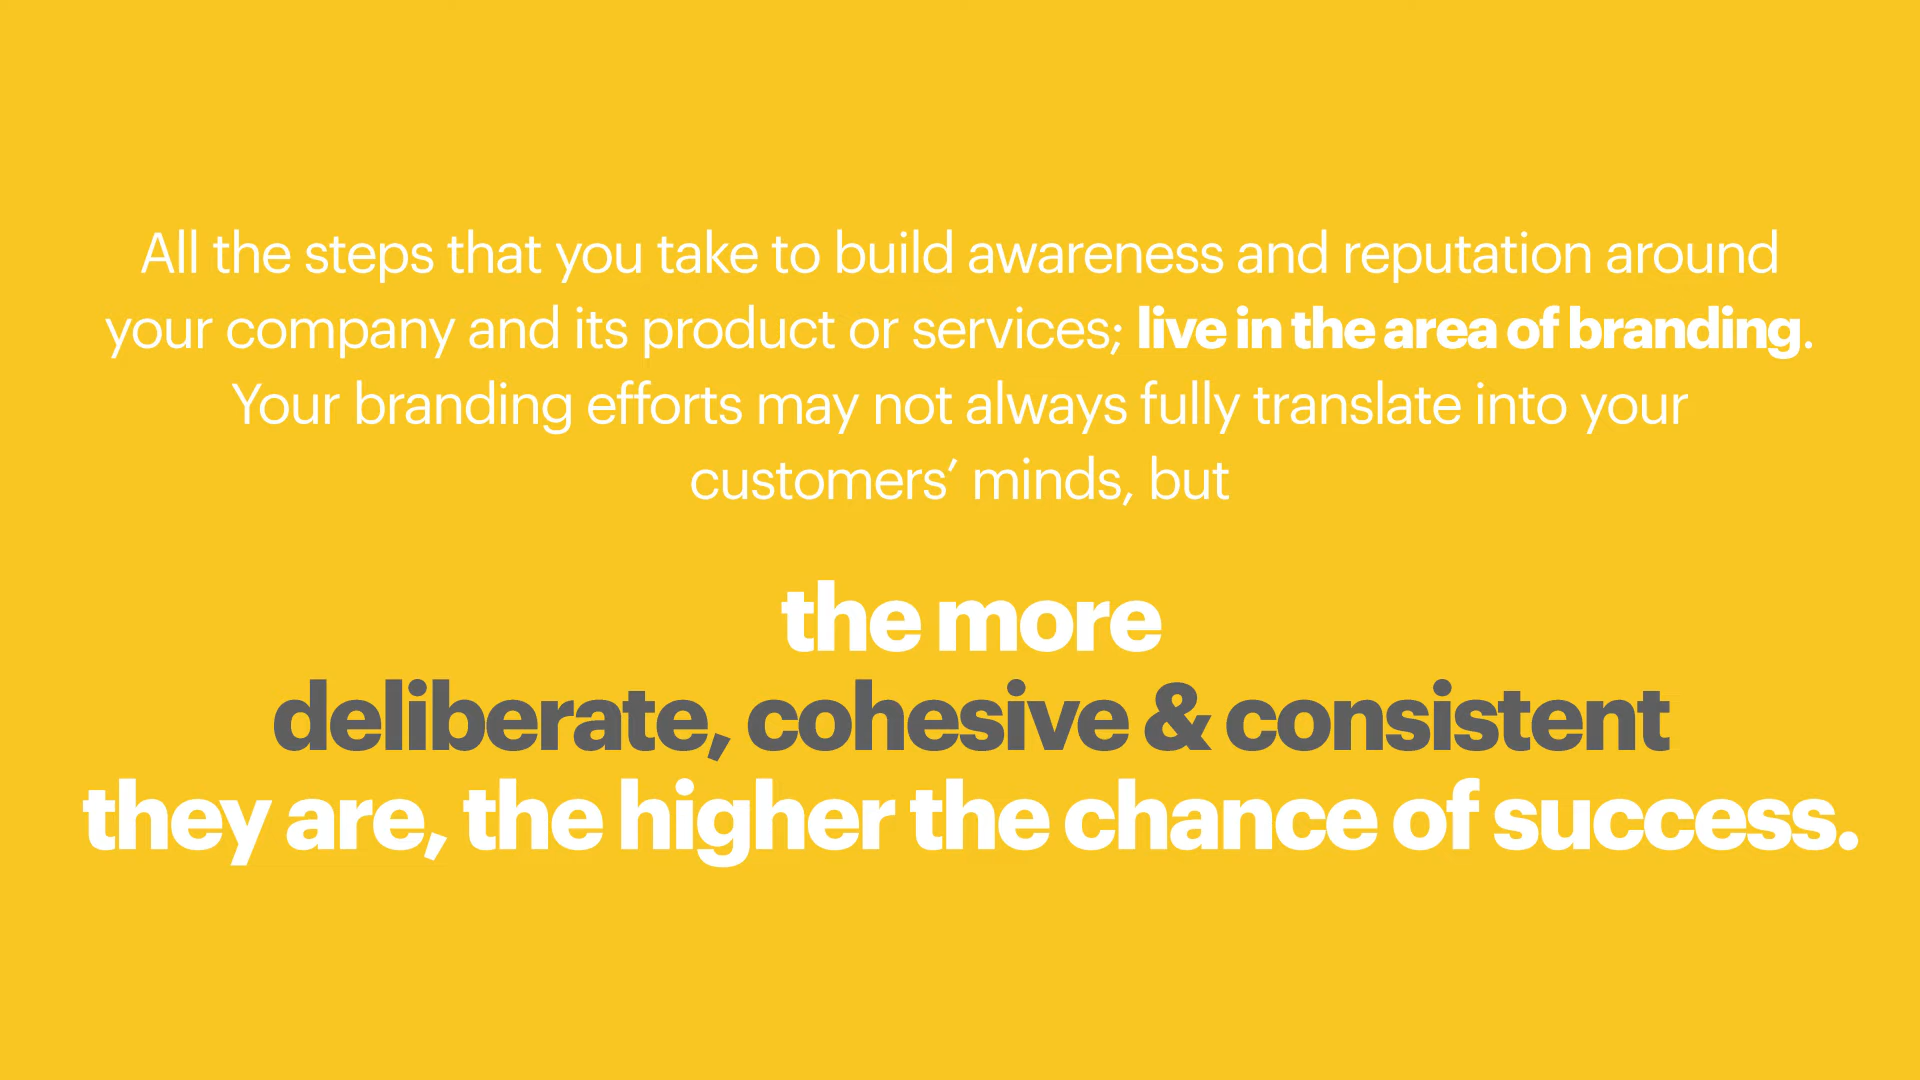 All the steps that you take to build awareness and reputation around
your company and its product or services; live in the area of branding.
Your branding efforts may not always fully translate into your
customers’ minds, but
the more
deliberate, cohesive & consistent
they are, the higher the chance of success.